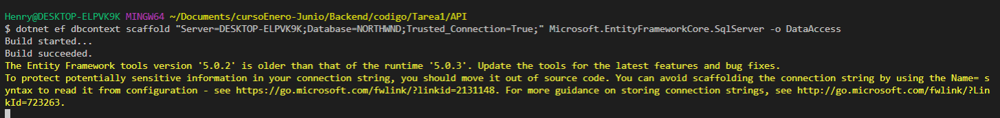 Henry@DESKTOP-ELPVK9K MINGW64 ~/Documents/cursoEnero-Junio/Backend/codigo/Tarea1/API
$ dotnet ef dbcontext scaffold "Server=DESKTOP-ELPVK9K;Database=NORTHWND;Trusted_Connection=True;" Microsoft.EntityFrameworkCore.SqlServer -o DataAccess
Build started...
Build succeeded.
The Entity Framework tools version '5.0.2' is older than that of the runtime '5.0.3'. Update the tools for the latest features and bug fixes.
To protect potentially sensitive information in your connection string, you should move it out of source code. You can avoid scaffolding the connection string by using the Name= s
yntax to read it from configuration - see https://go.microsoft.com/fwlink/?linkid=2131148. For more guidance on storing connection strings, see http://go.microsoft.com/fwlink/?Lin
kId=723263.